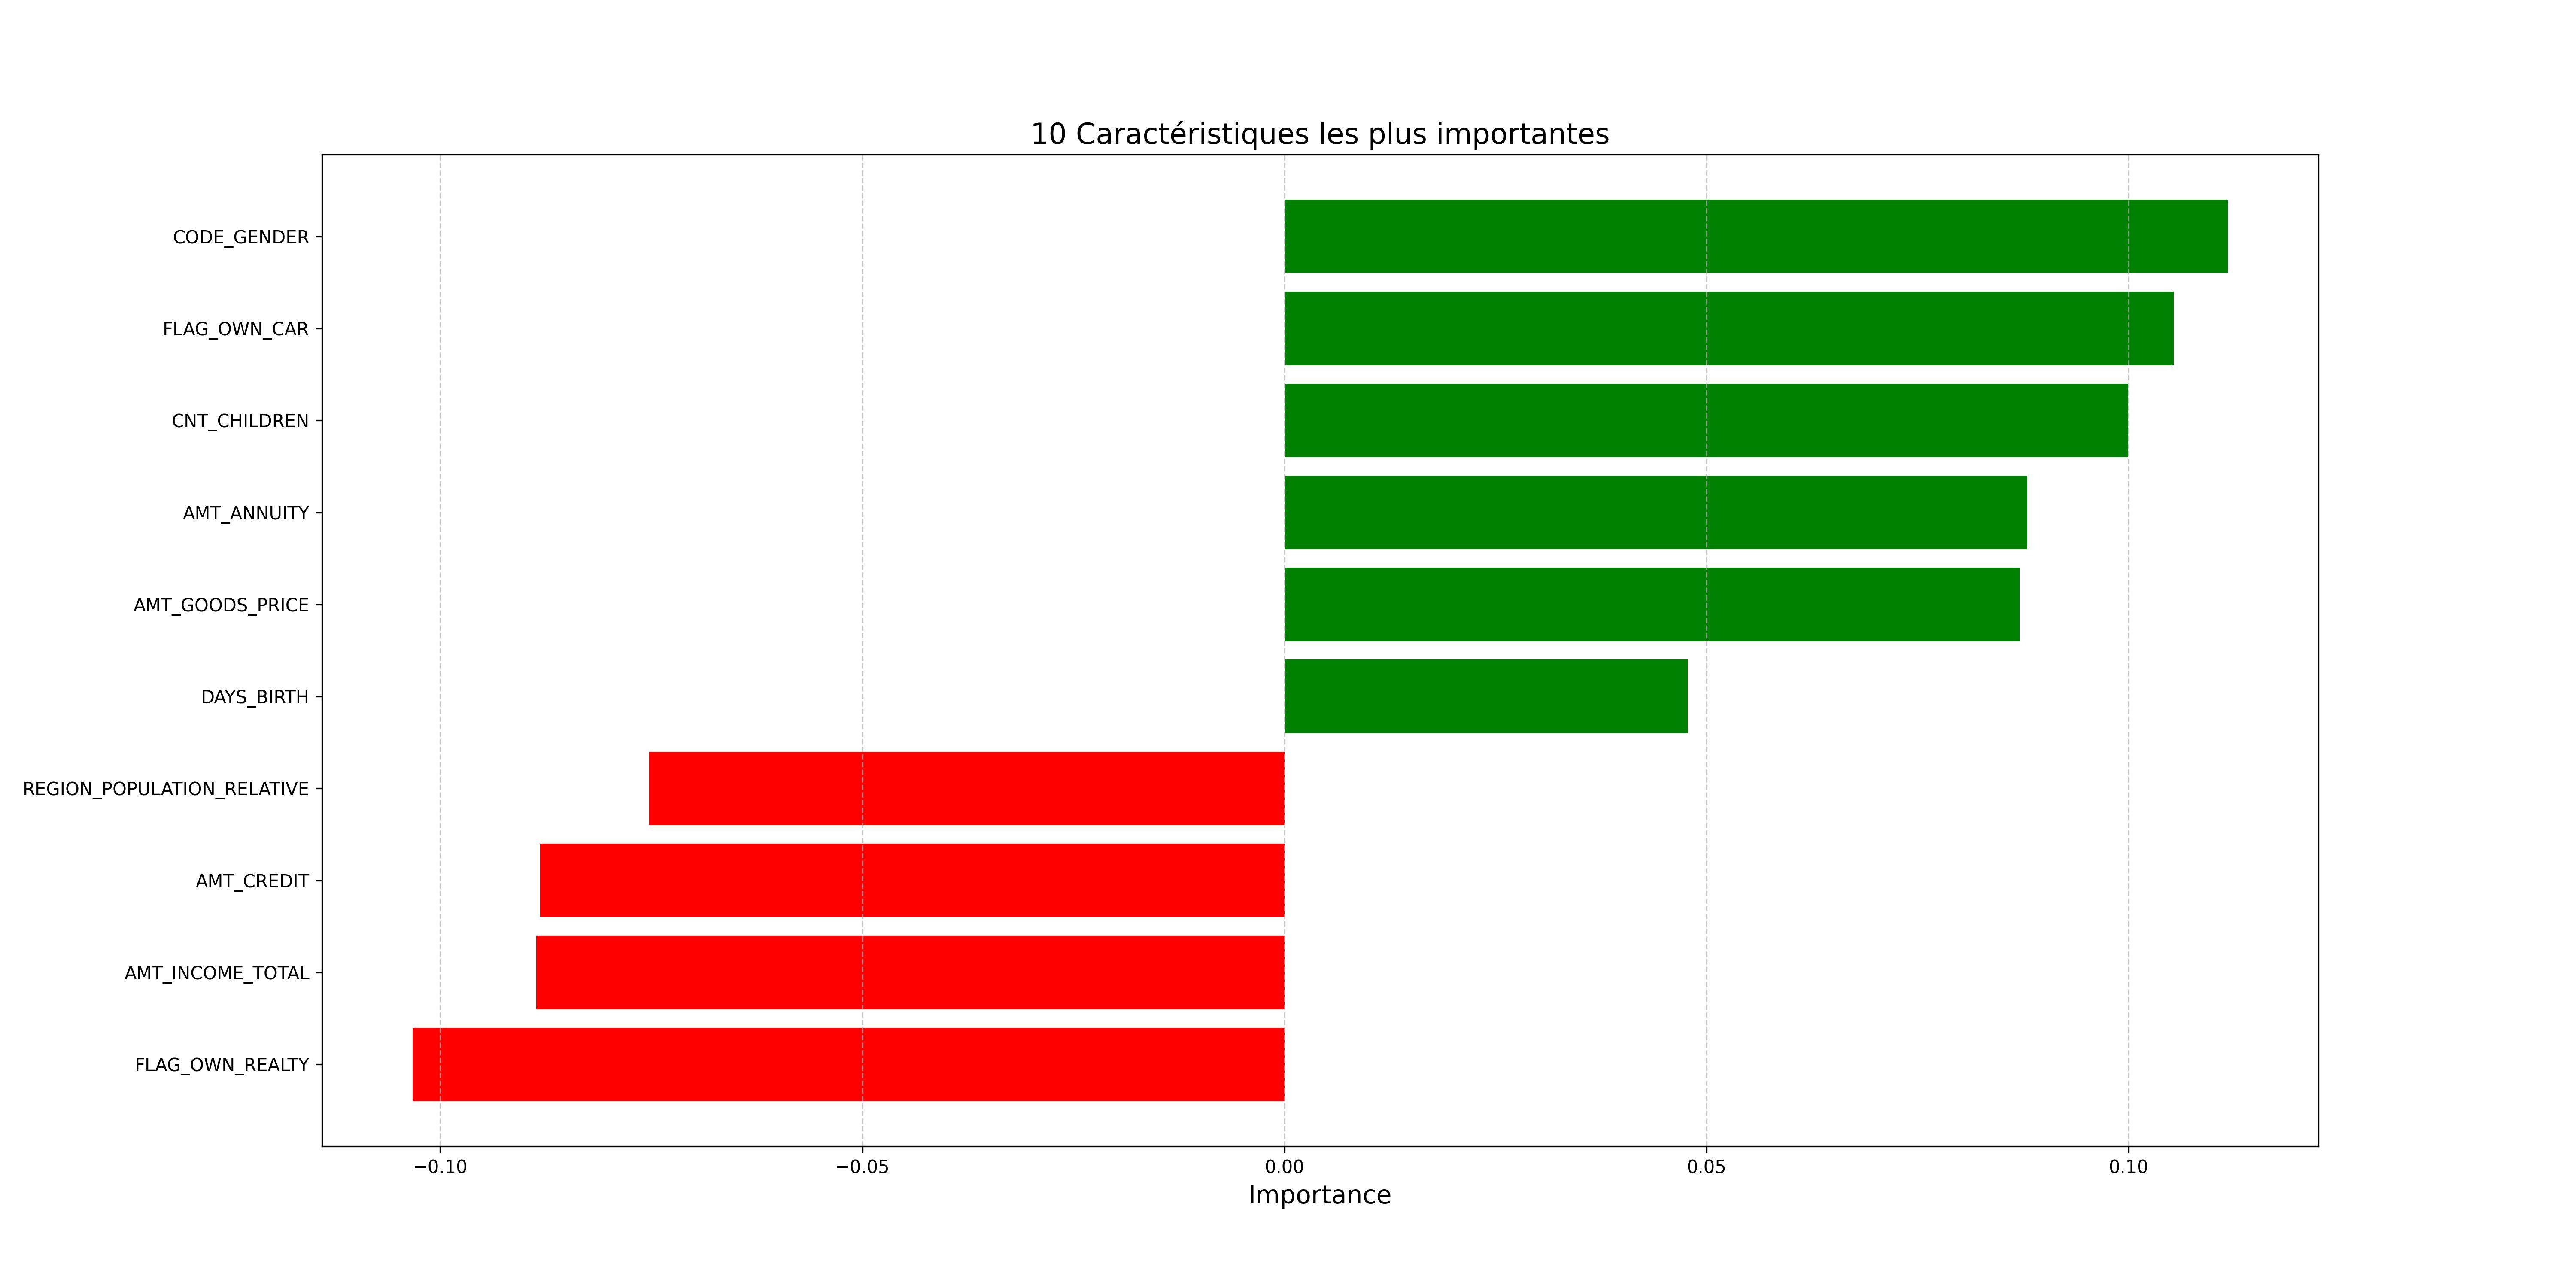 10 Caractéristiques les plus importantes
CODE_GENDER
FLAG_OWN_CAR
CNT_CHILDREN
AMT_ANNUITY
AMT_GOODS_PRICE
DAYS_BIRTH
REGION_POPULATION_RELATIVE
AMT_CREDIT
AMT_INCOME_TOTAL
FLAG_OWN_REALTY
−0.10 −0.05 0.00 0.05 0.10
Importance